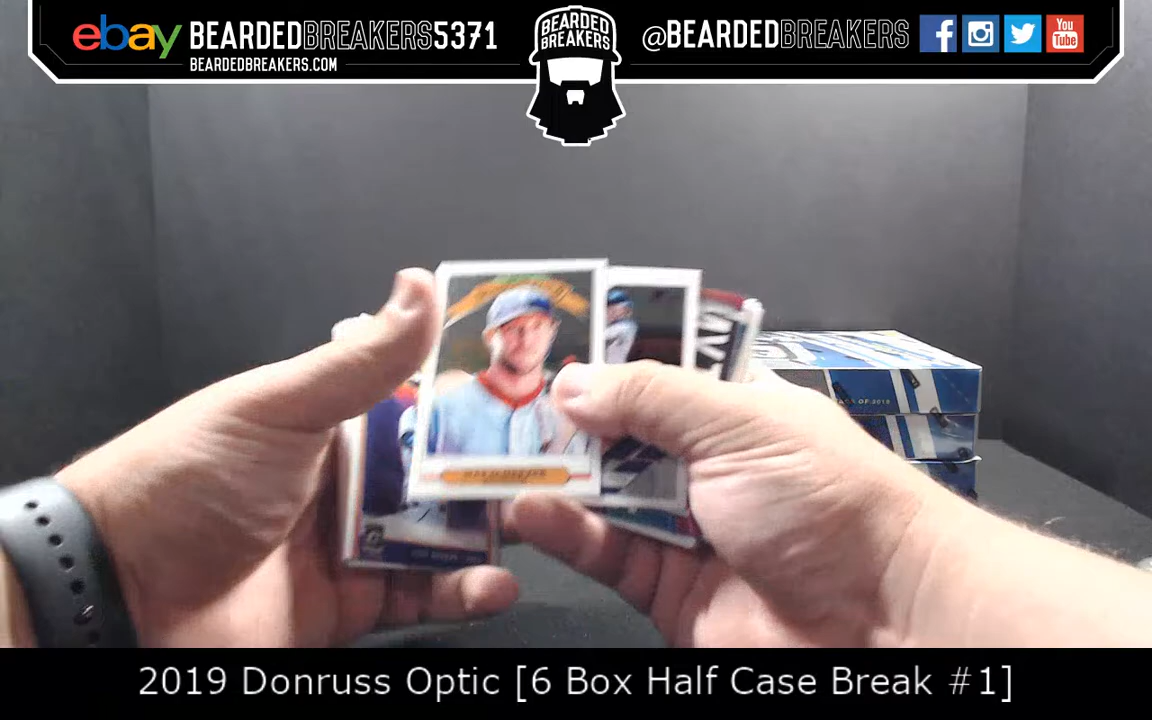 ebay BEARDEDBREAKERS5371
BEARDEDBREAKERS.COM
BEARDED
BREAKERS
@BEARDEDBREAKERS
You
Tube
2019 Donruss Optic [6 Box Half Case Break #1]